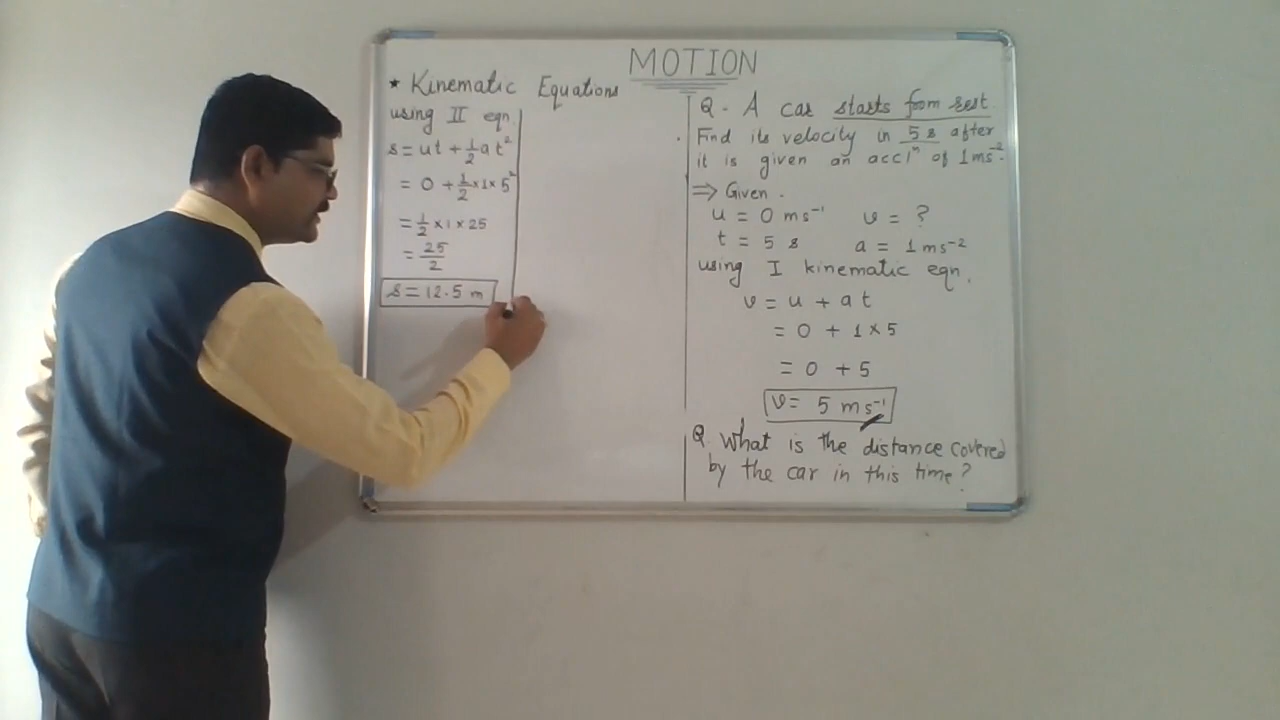 MOTION
★ Kinematic Equations
using II eqn.
s = ut + 1/2 a t²
= 0 + 1/2 × 1 × 5²
= 1/2 × 1 × 25
= 25/2
s = 12.5 m
Q - A car starts from rest.
Find its velocity in 5 s after
it is given an acclⁿ of 1 ms⁻².
⇒ Given.
u = 0 ms⁻¹ v = ?
t = 5 s a = 1 ms⁻²
using I kinematic eqn.
v = u + at
= 0 + 1 × 5
= 0 + 5
v = 5 ms⁻¹
Q. What is the distance covered
by the car in this time?